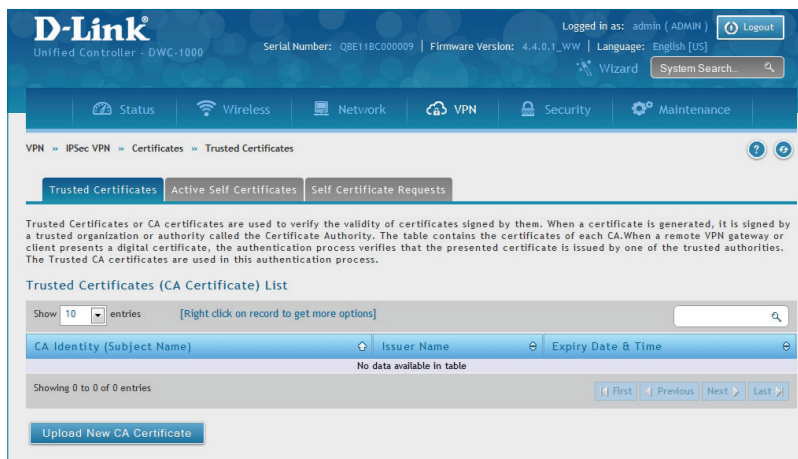 D-Link®
Unified Controller - DWC-1000
Logged in as: admin ( ADMIN ) Logout
Serial Number: QBE11BC000009 | Firmware Version: 4.4.0.1_WW | Language: English [US]
Wizard System Search...
Status Wireless Network VPN Security Maintenance
VPN » IPSec VPN » Certificates » Trusted Certificates ?
Trusted Certificates Active Self Certificates Self Certificate Requests
Trusted Certificates or CA certificates are used to verify the validity of certificates signed by them. When a certificate is generated, it is signed by
a trusted organization or authority called the Certificate Authority. The table contains the certificates of each CA.When a remote VPN gateway or
client presents a digital certificate, the authentication process verifies that the presented certificate is issued by one of the trusted authorities.
The Trusted CA certificates are used in this authentication process.
Trusted Certificates (CA Certificate) List
Show 10 entries [Right click on record to get more options]
CA Identity (Subject Name) Issuer Name Expiry Date & Time
No data available in table
Showing 0 to 0 of 0 entries First Previous Next Last
Upload New CA Certificate